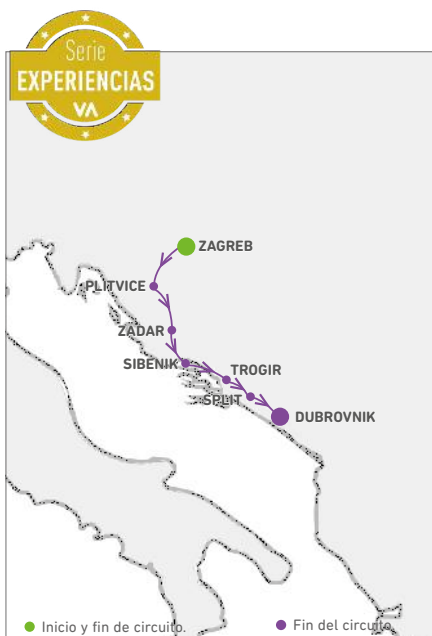 Serie
EXPERIENCIAS
VA
ZAGREB
PLITVICE
ZADAR
SIBENIK
TROGIR
SPLIT
DUBROVNIK
Inicio y fin de circuito.
Fin del circuito.